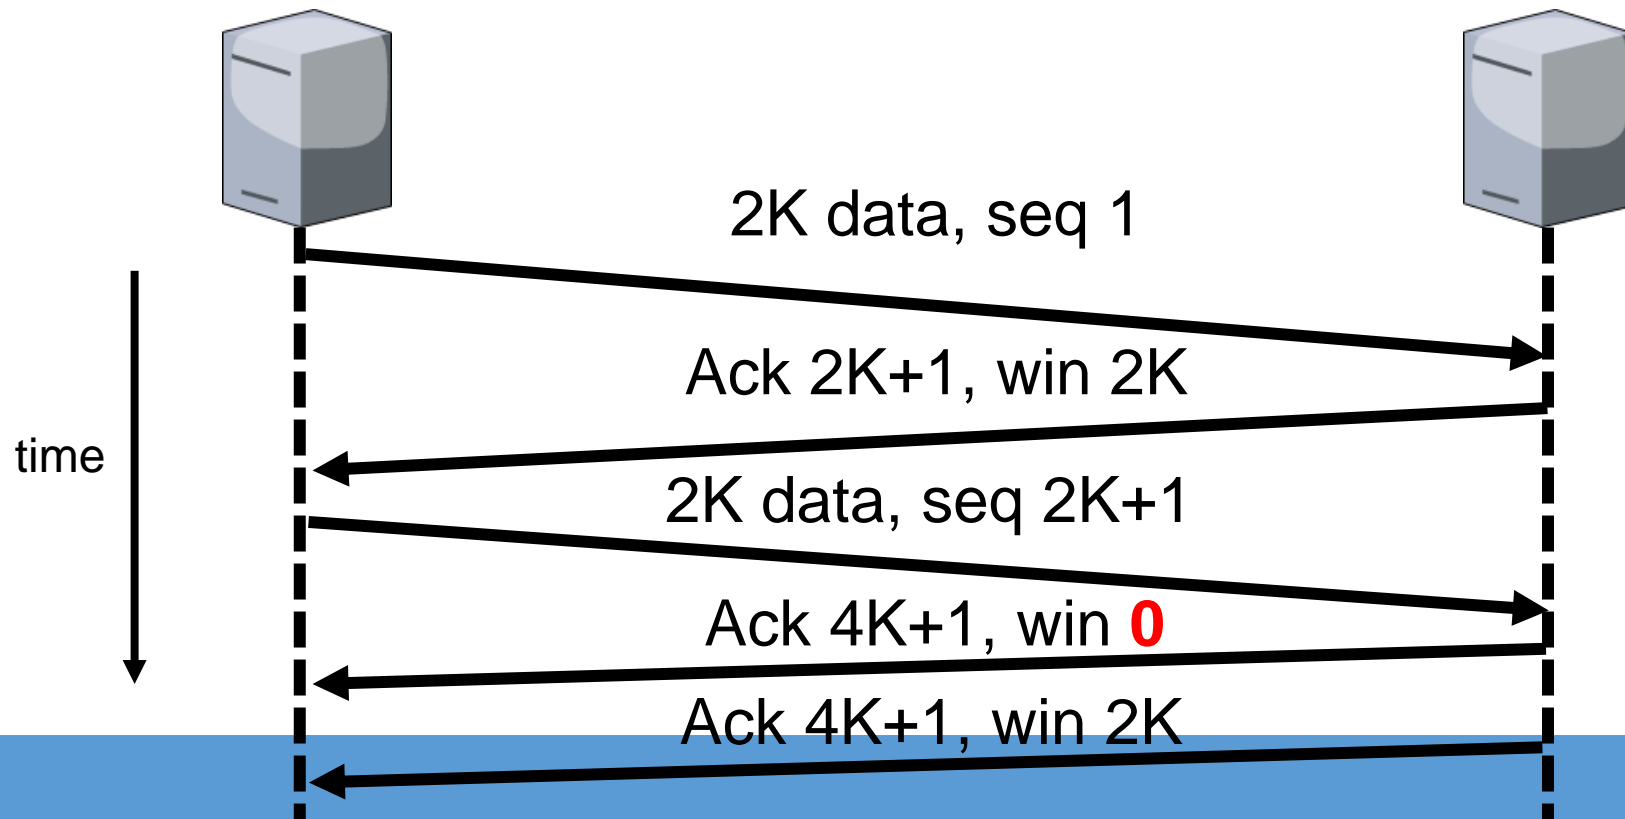 2K data, seq 1
Ack 2K+1, win 2K
time
2K data, seq 2K+1
Ack 4K+1, win 0
Ack 4K+1, win 2K